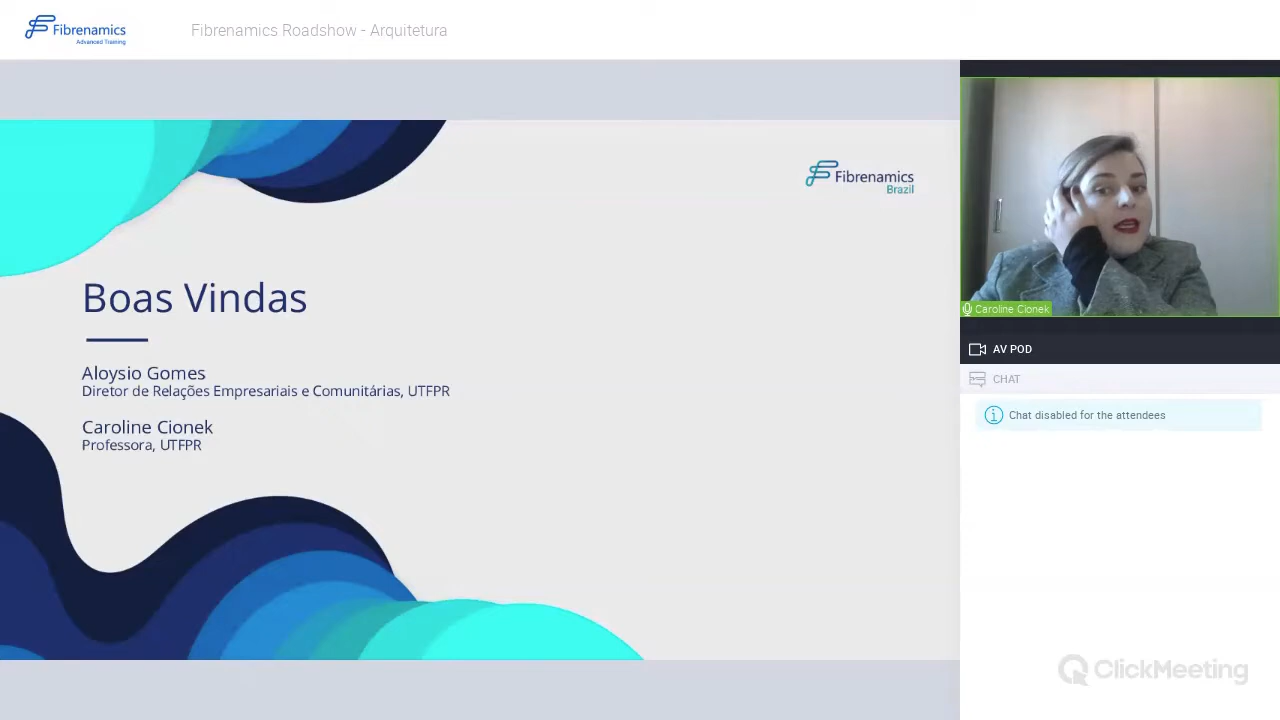 Fibrenamics
Advanced Training
Fibrenamics Roadshow - Arquitetura
Fibrenamics
Brazil
Boas Vindas
Aloysio Gomes
Diretor de Relações Empresariais e Comunitárias, UTFPR
Caroline Cionek
Professora, UTFPR
Caroline Cionek
AV POD
CHAT
Chat disabled for the attendees
ClickMeeting